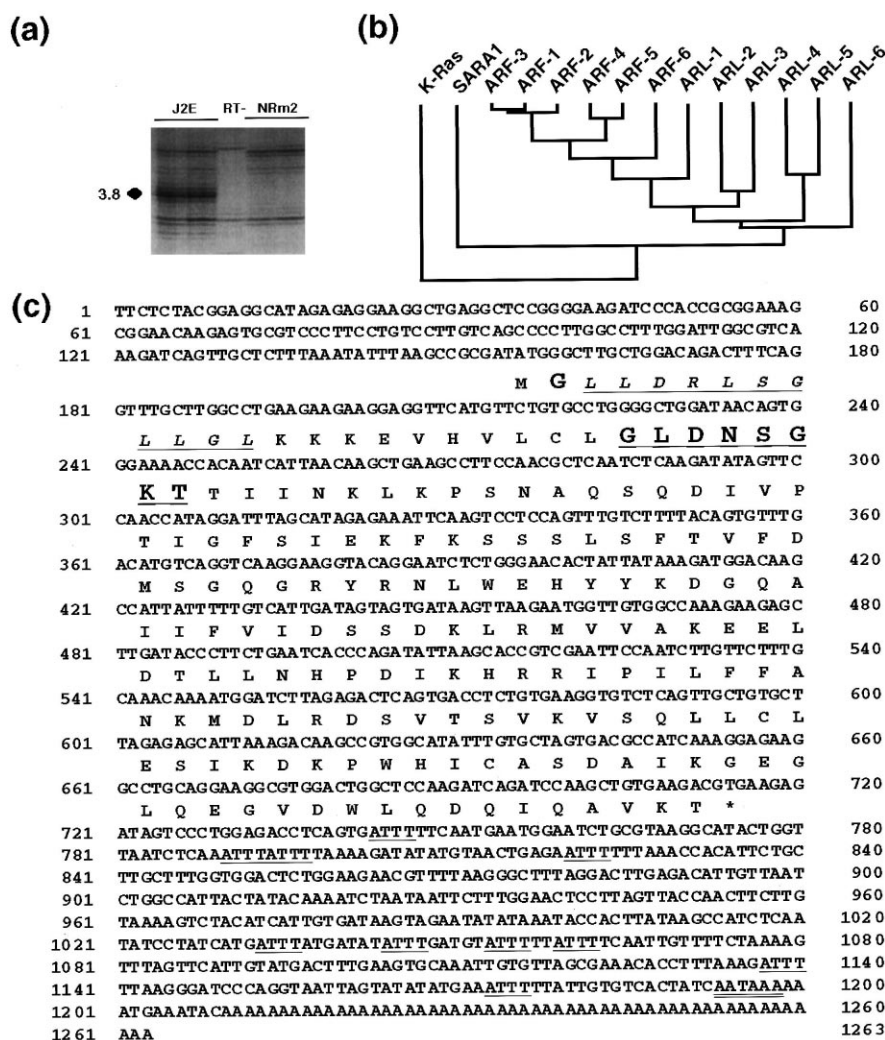 (a)
J2E RT- NRm2
3.8
(b)
K-Ras SARA1 ARF-3 ARF-1 ARF-2 ARF-4 ARF-5 ARF-6 ARL-1 ARL-2 ARL-3 ARL-4 ARL-5 ARL-6
(c)
1 TTCTCTACGGAGGCATAGAGAGGAAGGCTGAGGCTCCGGGGAAGATCCCACCGCGGAAAG 60
61 CGGAACAAGAGTGCGTCCCTTCCTGTCCTTGTCAGCCCCTTGGCCTTTGGATTGGCGTCA 120
121 AAGATCAGTTGCTCTTTAAATATTTAAGCCGCGATATGGGCTTGCTGGACAGACTTTCAG 180
M G L L D R L S G
181 GTTTGCTTGGCCTGAAGAAGAAGGAGGTTCATGTTCTGTGCCTGGGGCTGGATAACAGTG 240
L L G L K K K E V H V L C L G L D N S G
241 GGAAAACCACAATCATTAACAAGCTGAAGCCTTCCAACGCTCAATCTCAAGATATAGTTC 300
K T T I I N K L K P S N A Q S Q D I V P
301 CAACCATAGGATTTAGCATAGAGAAATTCAAGTCCTCCAGTTTGTCTTTTACAGTGTTTG 360
T I G F S I E K F K S S S L S F T V F D
361 ACATGTCAGGTCAAGGAAGGTACAGGAATCTCTGGGAACACTATTATAAAGATGGACAAG 420
M S G Q G R Y R N L W E H Y Y K D G Q A
421 CCATTATTTTTGTCATTGATAGTAGTGATAAGTTAAGAATGGTTGTGGCCAAAGAAGAGC 480
I I F V I D S S D K L R M V V A K E E L
481 TTGATACCCTTCTGAATCACCCAGATATTAAGCACCGTCGAATTCCAATCTTGTTCTTTG 540
D T L L N H P D I K H R R I P I L F F A
541 CAAACAAAATGGATCTTAGAGACTCAGTGACCTCTGTGAAGGTGTCTCAGTTGCTGTGCT 600
N K M D L R D S V T S V K V S Q L L C L
601 TAGAGAGCATTAAAGACAAGCCGTGGCATATTTGTGCTAGTGACGCCATCAAAGGAGAAG 660
E S I K D K P W H I C A S D A I K G E G
661 GCCTGCAGGAAGGCGTGGACTGGCTCCAAGATCAGATCCAAGCTGTGAAGACGTGAAGAG 720
L Q E G V D W L Q D Q I Q A V K T *
721 ATAGTCCCTGGAGACCTCAGTGATTTTTCAATGAATGGAATCTGCGTAAGGCATACTGGT 780
781 TAATCTCAAATTTATTTTAAAAGATATATGTAACTGAGAATTTTTTAAACCACATTCTGC 840
841 TTGCTTTGGTGGACTCTGGAAGAACGTTTTAAGGGCTTTAGGACTTGAGACATTGTTAAT 900
901 CTGGCCATTACTATACAAAATCTAATAATTCTTTGGAACTCCTTAGTTACCAACTTCTTG 960
961 TAAAAGTCTACATCATTGTGATAAGTAGAATATATAAATACCACTTATAAGCCATCTCAA 1020
1021 TATCCTATCATGATTTATGATATATTTGATGTATTTTTATTTTCAATTGTTTTCTAAAAG 1080
1081 TTTAGTTCATTGTATGACTTTGAAGTGCAAATTGTGTTAGCGAAACACCTTTAAAGATTT 1140
1141 TTAAGGGATCCCAGGTAATTAGTATATATGAAATTTTTATTGTGTCACTATCAATAAAAA 1200
1201 ATGAAATACAAAAAAAAAAAAAAAAAAAAAAAAAAAAAAAAAAAAAAAAAAAAAAAAAAA 1260
1261 AAA 1263